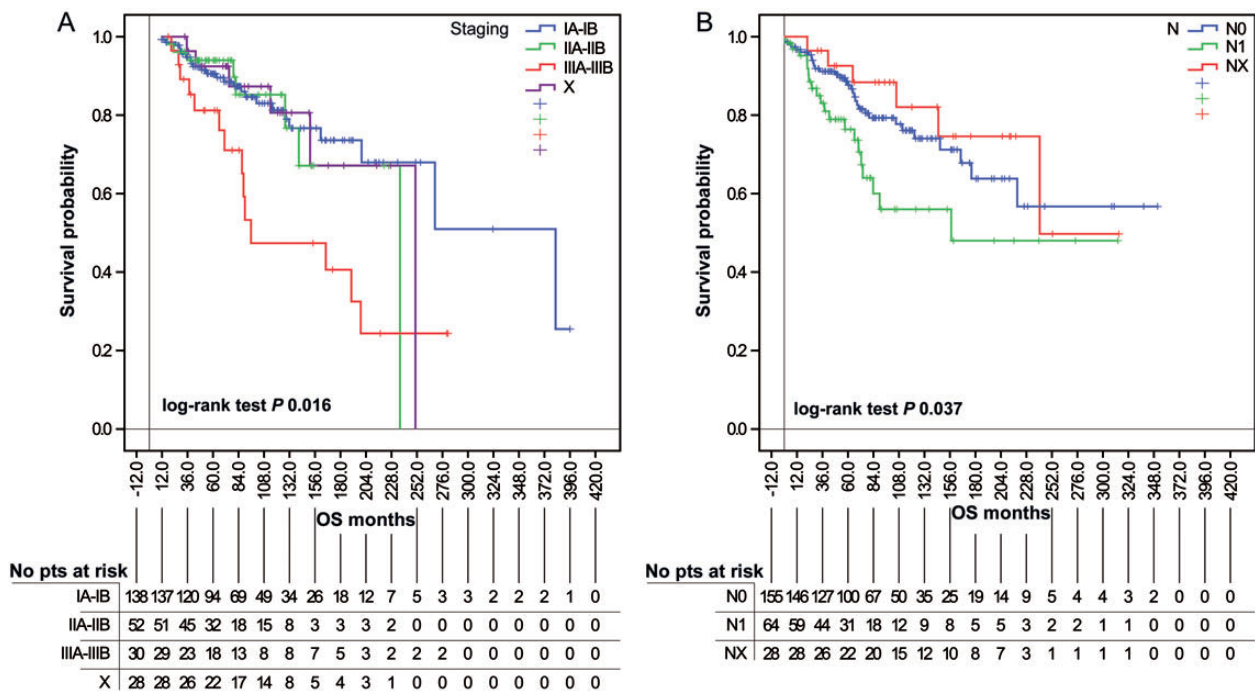 A
Staging
IA-IB
IIA-IIB
IIIA-IIIB
X
Survival probability
1.0
0.8
0.6
0.4
0.2
0.0
log-rank test P 0.016
-12.0 12.0 36.0 60.0 84.0 108.0 132.0 156.0 180.0 204.0 228.0 252.0 276.0 300.0 324.0 348.0 372.0 396.0 420.0
OS months
No pts at risk
IA-IB 138 137 120 94 69 49 34 26 18 12 7 5 3 3 2 2 2 1 0
IIA-IIB 52 51 45 32 18 15 8 3 3 3 2 0 0 0 0 0 0 0 0
IIIA-IIIB 30 29 23 18 13 8 8 7 5 3 2 2 2 0 0 0 0 0 0
X 28 28 26 22 17 14 8 5 4 3 1 0 0 0 0 0 0 0 0
B
N
N0
N1
NX
Survival probability
1.0
0.8
0.6
0.4
0.2
0.0
log-rank test P 0.037
-12.0 12.0 36.0 60.0 84.0 108.0 132.0 156.0 180.0 204.0 228.0 252.0 276.0 300.0 324.0 348.0 372.0 396.0 420.0
OS months
No pts at risk
N0 155 146 127 100 67 50 35 25 19 14 9 5 4 4 3 2 0 0 0
N1 64 59 44 31 18 12 9 8 5 5 3 2 2 1 1 0 0 0 0
NX 28 28 26 22 20 15 12 10 8 7 3 1 1 1 1 0 0 0 0